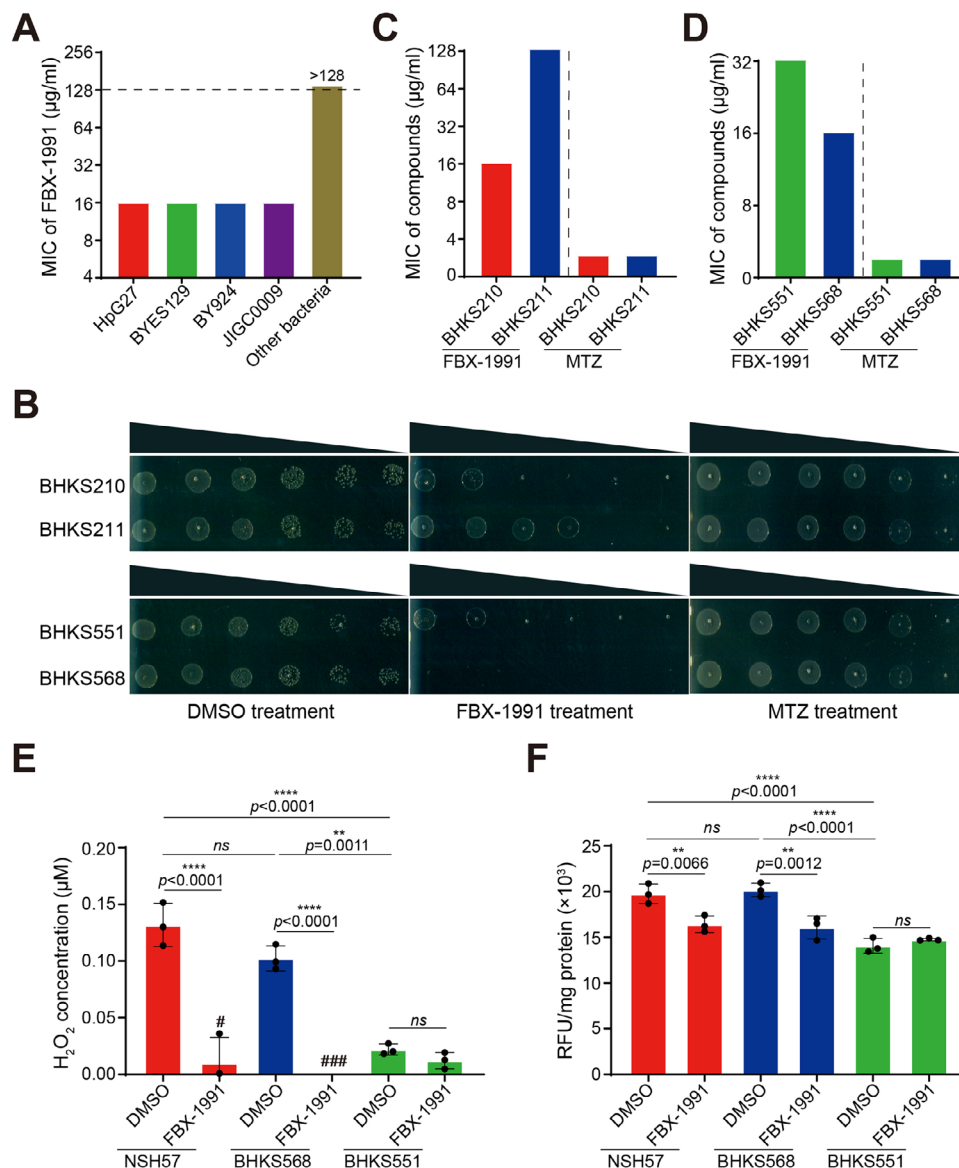 A
MIC of FBX-1991 (µg/ml)
256
128
64
32
16
8
4
>128
HpG27
BYES129
BY924
JIGC0009
Other bacteria
C
MIC of compounds (µg/ml)
128
64
32
16
8
4
0
BHKS210
BHKS211
BHKS210
BHKS211
FBX-1991
MTZ
D
MIC of compounds (µg/ml)
32
16
8
0
BHKS551
BHKS568
BHKS551
BHKS568
FBX-1991
MTZ
B
BHKS210
BHKS211
BHKS551
BHKS568
DMSO treatment
FBX-1991 treatment
MTZ treatment
E
H₂O₂ concentration (µM)
0.20
0.15
0.10
0.05
0.00
****
p<0.0001
ns
**
p=0.0011
****
p<0.0001
****
p<0.0001
#
###
ns
DMSO
FBX-1991
DMSO
FBX-1991
DMSO
FBX-1991
NSH57
BHKS568
BHKS551
F
RFU/mg protein (×10³)
25
20
15
10
5
0
****
p<0.0001
ns
****
p<0.0001
**
p=0.0066
**
p=0.0012
ns
DMSO
FBX-1991
DMSO
FBX-1991
DMSO
FBX-1991
NSH57
BHKS568
BHKS551